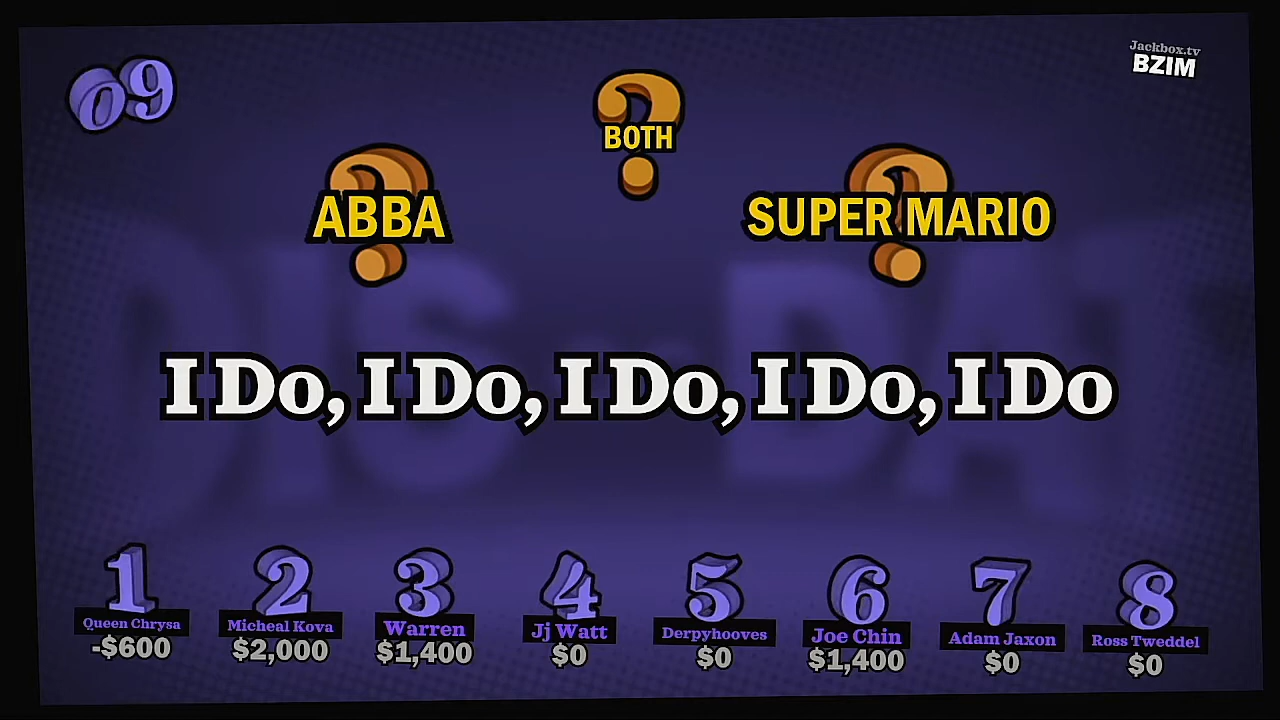 09
Jackbox.tv
BZIM
BOTH
ABBA
SUPER MARIO
DIS DAT
I Do, I Do, I Do, I Do, I Do
1 2 3 4 5 6 7 8
Queen Chrysa Micheal Kova Warren Jj Watt Derpyhooves Joe Chin Adam Jaxon Ross Tweddel
-$600 $2,000 $1,400 $0 $0 $1,400 $0 $0